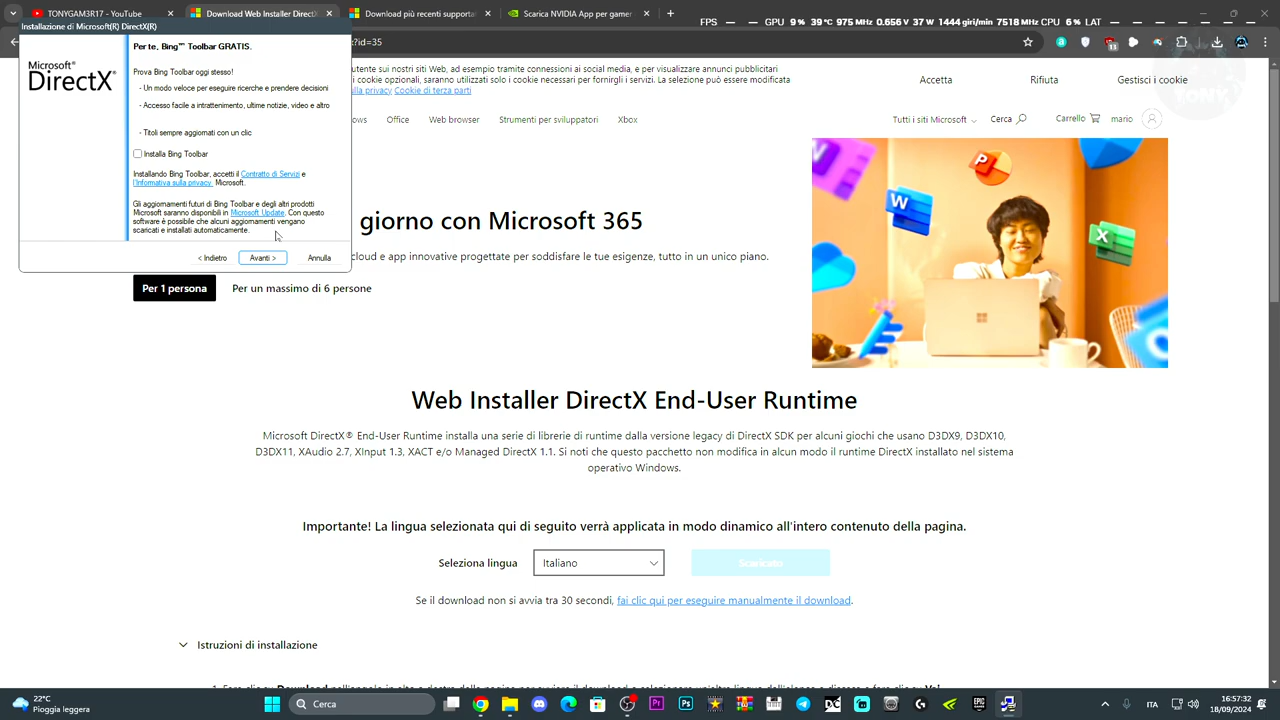 TONYGAM3R17 - Youtube
Download più recenti support
Scarica NVIDIA App per gamer
FPS GPU 9 % 975 MHz 0.656 V 37 W 1444 giri/min 7518 MHz CPU 6 % LAT
Installazione di Microsoft(R) DirectX(R)
k?id=35
11
Microsoft®
DirectX®
Per te, Bing™ Toolbar GRATIS.
Prova Bing Toolbar oggi stesso!
- Un modo veloce per eseguire ricerche e prendere decisioni
- Accesso facile a intrattenimento, ultime notizie, video e altro
- Titoli sempre aggiornati con un clic
Installa Bing Toolbar
Installando Bing Toolbar, accetti il Contratto di Servizi e
l'Informativa sulla privacy. Microsoft.
Gli aggiornamenti futuri di Bing Toolbar e degli altri prodotti
Microsoft saranno disponibili in Microsoft Update. Con questo
software è possibile che alcuni aggiornamenti vengano
scaricati e installati automaticamente.
< Indietro Avanti > Annulla
utente sui nostri siti Web, facilitare la connessione ai social media, e per visualizzare annunci pubblicitari
cookie opzionali, saranno utilizzati solo i cookie necessari per fornirgli i servizi. La selezione può essere modificata
ulla privacy Cookie di terza parti
Accetta Rifiuta Gestisci i cookie
TONY
ows Office Web browser Strumenti per sviluppatori Xbox
Tutti i siti Microsoft Cerca Carrello mario
giorno con Microsoft 365
cloud e app innovative progettate per soddisfare le tue esigenze, tutto in un unico piano.
Per 1 persona Per un massimo di 6 persone
W
P
X
Web Installer DirectX End-User Runtime
Microsoft DirectX® End-User Runtime installa una serie di librerie di runtime dalla versione legacy di DirectX SDK per alcuni giochi che usano D3DX9, D3DX10,
D3DX11, XAudio 2.7, XInput 1.3, XACT e/o Managed DirectX 1.1. Si noti che questo pacchetto non modifica in alcun modo il runtime DirectX installato nel sistema
operativo Windows.
Importante! La lingua selezionata qui di seguito verrà applicata in modo dinamico all'intero contenuto della pagina.
Seleziona lingua Italiano Scaricato
Se il download non si avvia tra 30 secondi, fai clic qui per eseguire manualmente il download.
Istruzioni di installazione
22°C
Pioggia leggera
Cerca
Pr
Ps
DC
EPIC
ITA
16:57:32
18/09/2024